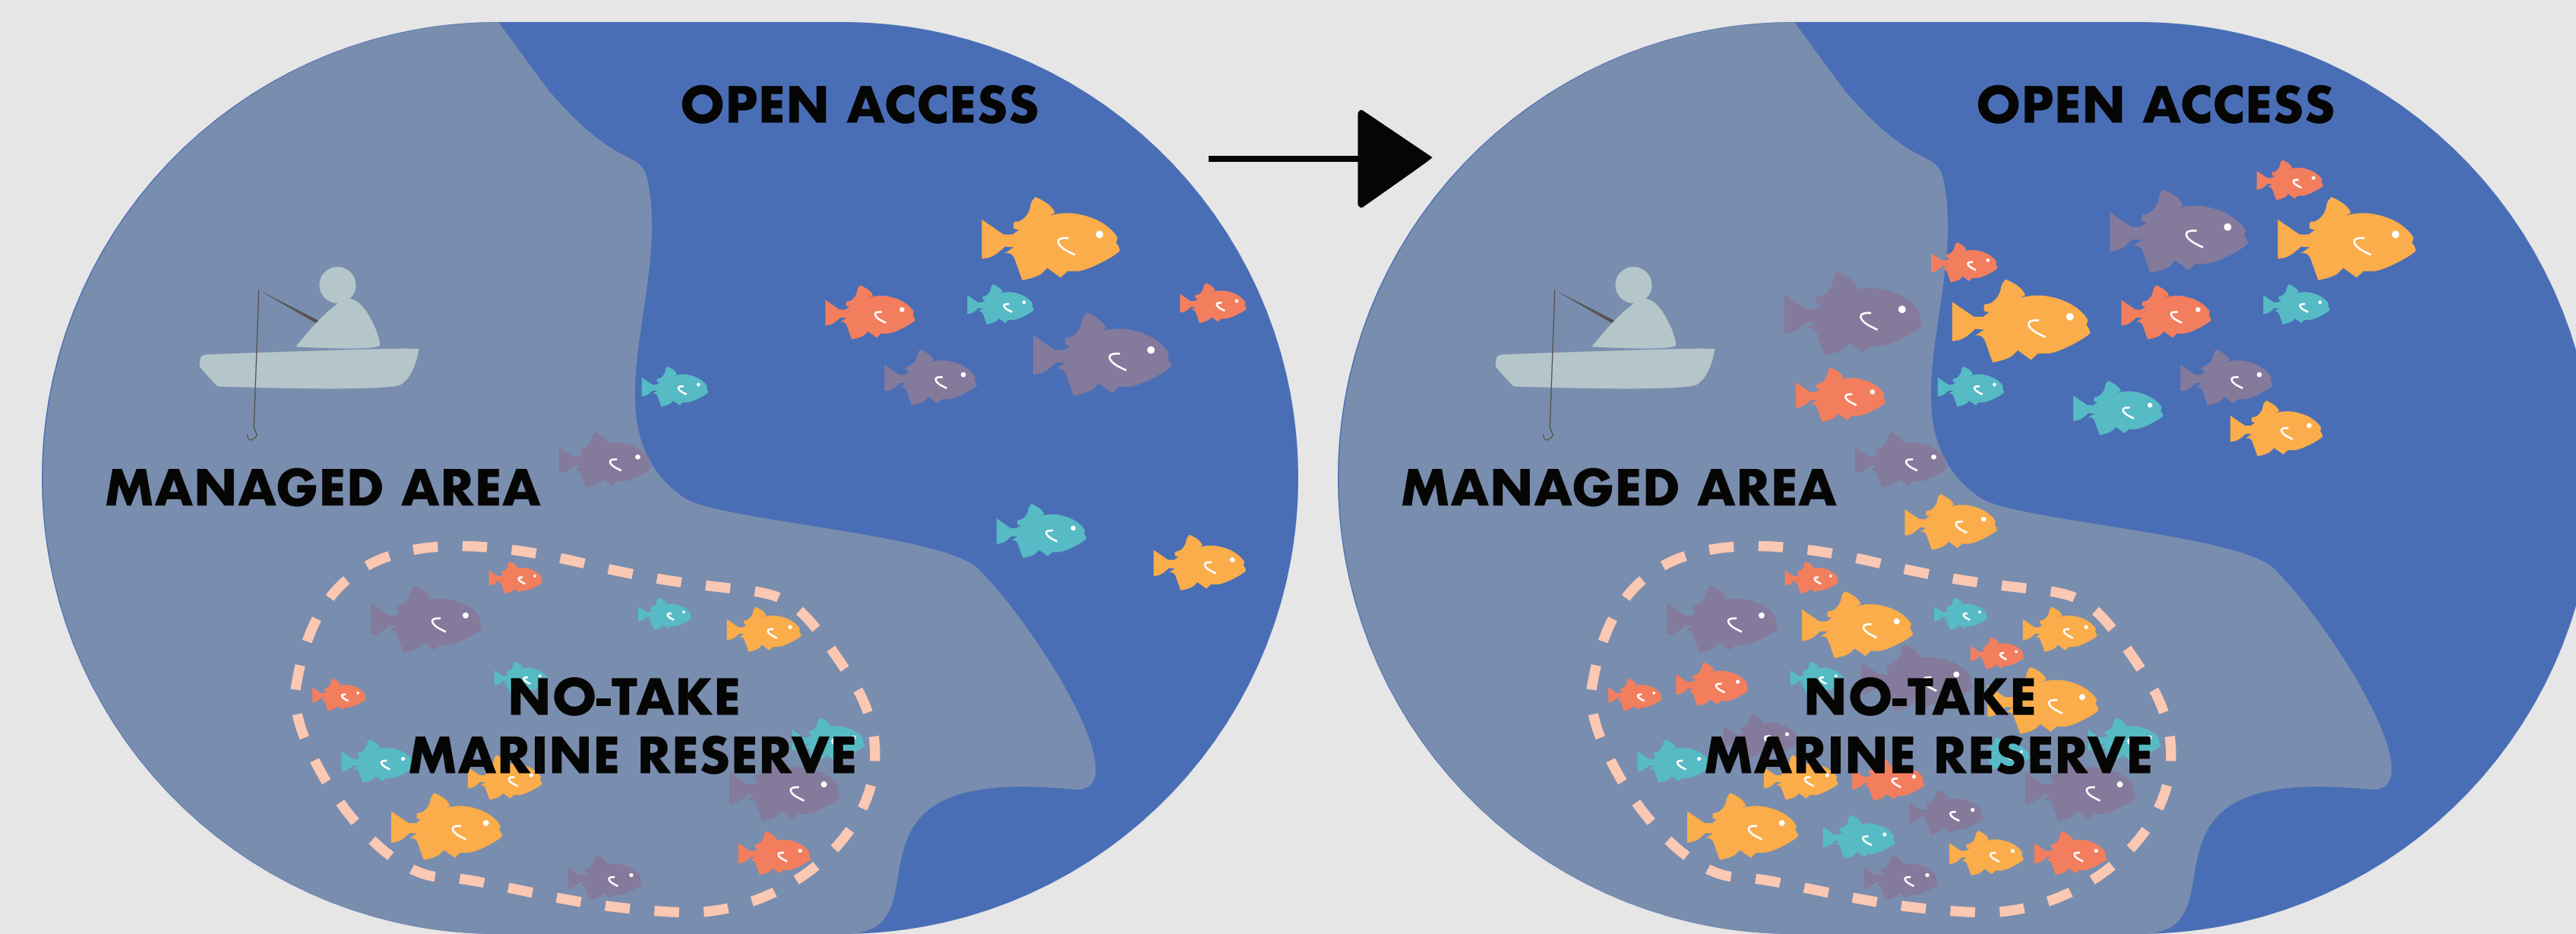 OPEN ACCESS
MANAGED AREA
NO-TAKE
MARINE RESERVE
OPEN ACCESS
MANAGED AREA
NO-TAKE
MARINE RESERVE